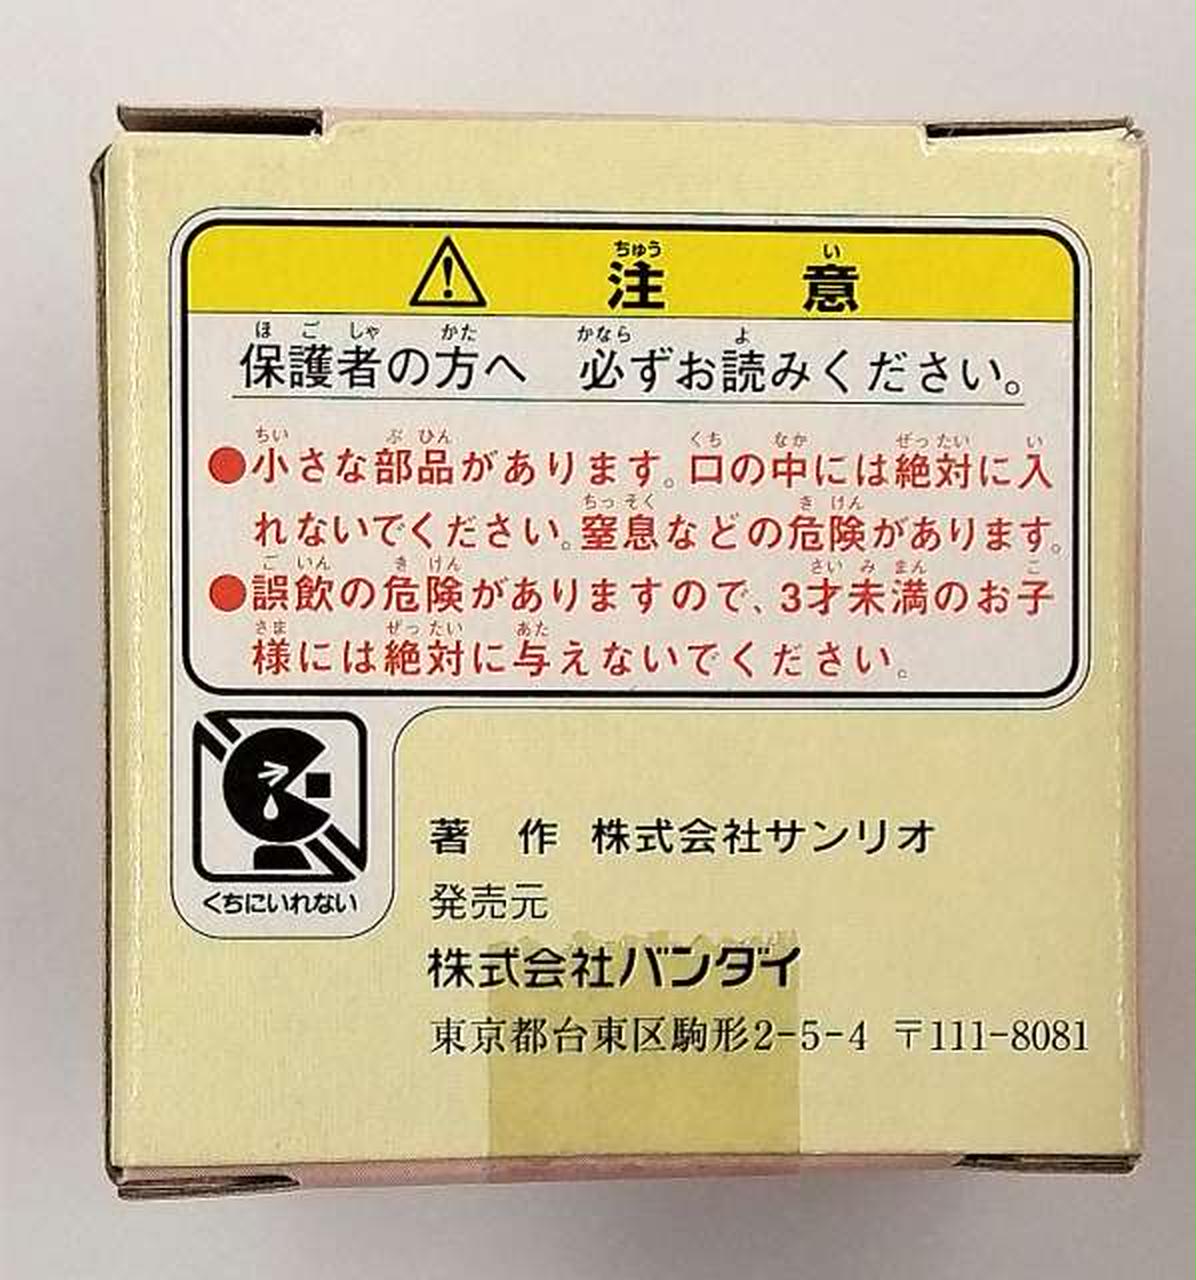 注意
保護者の方へ 必ずお読みください。
●小さな部品があります。口の中には絶対に入
れないでください。窒息などの危険があります。
●誤飲の危険がありますので、3才未満のお子
様には絶対に与えないでください。
くちにいれない
著 作 株式会社サンリオ
発売元
株式会社バンダイ
東京都台東区駒形2-5-4 〒111-8081